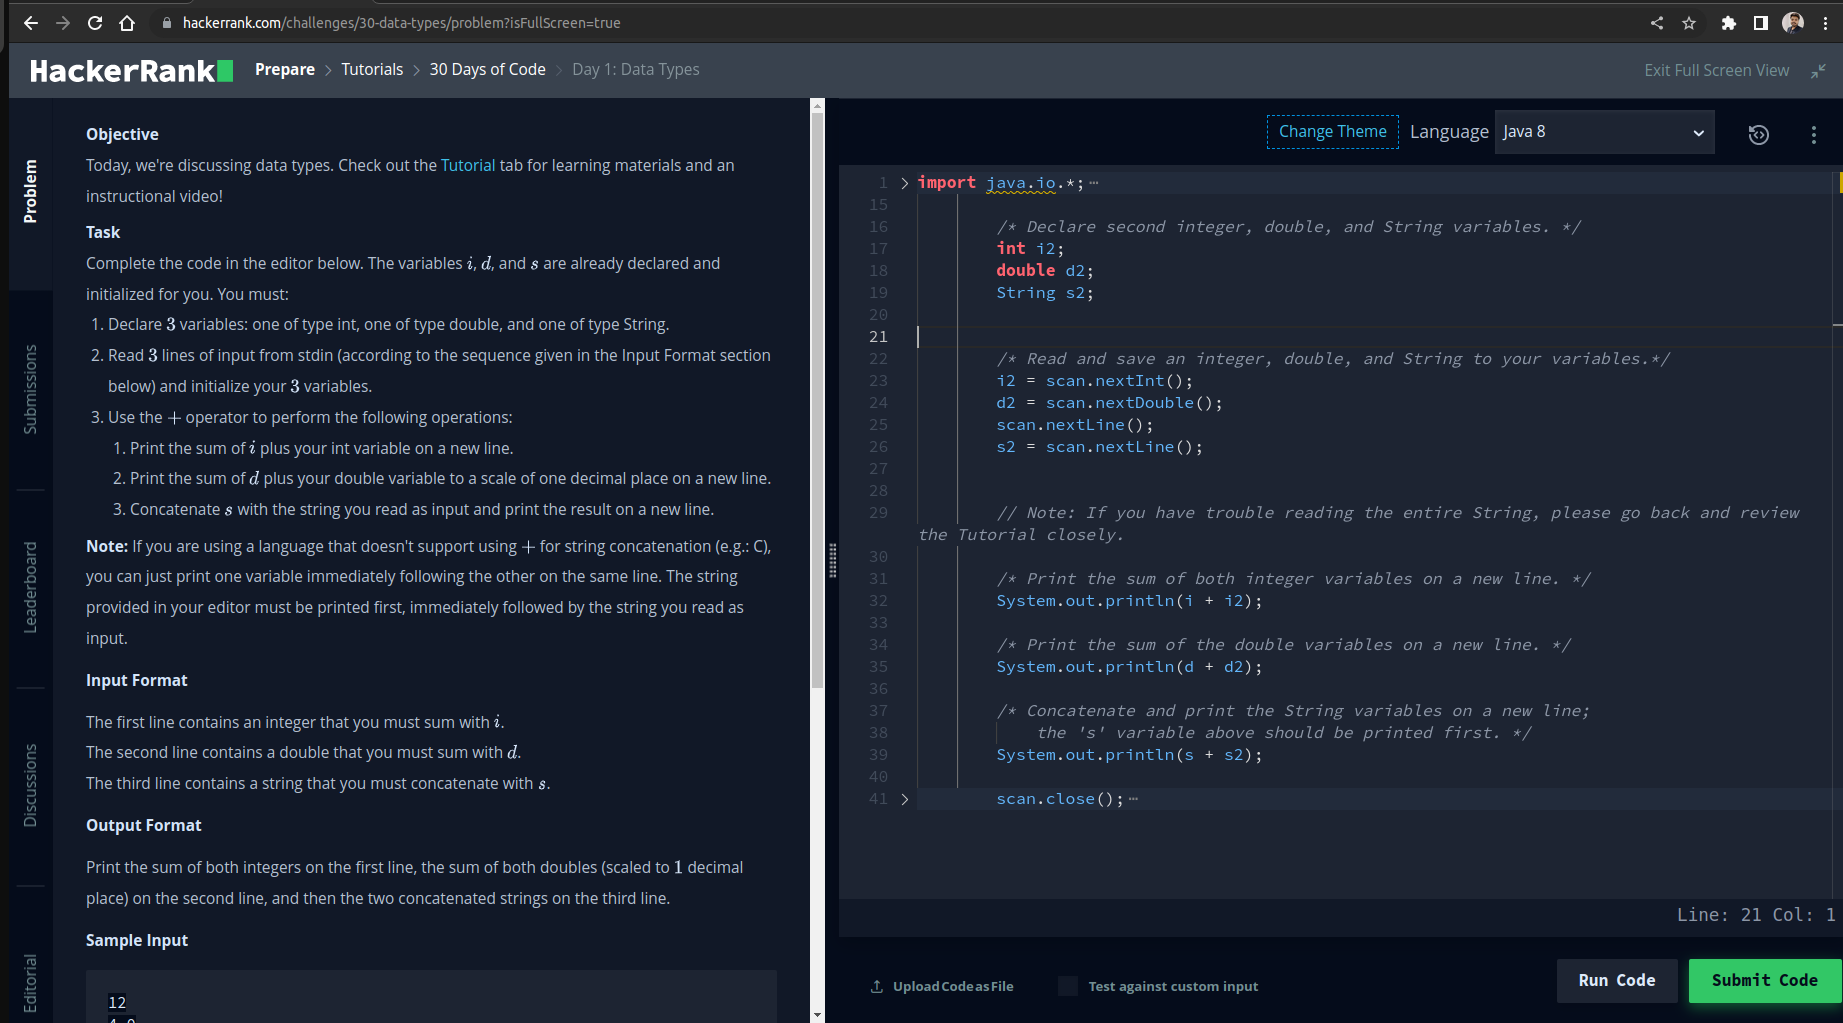 hackerrank.com/challenges/30-data-types/problem?isFullScreen=true
HackerRank
Prepare > Tutorials > 30 Days of Code > Day 1: Data Types
Exit Full Screen View
Problem
Submissions
Leaderboard
Discussions
Editorial
Objective
Today, we're discussing data types. Check out the Tutorial tab for learning materials and an
instructional video!
Task
Complete the code in the editor below. The variables i, d, and s are already declared and
initialized for you. You must:
1. Declare 3 variables: one of type int, one of type double, and one of type String.
2. Read 3 lines of input from stdin (according to the sequence given in the Input Format section
below) and initialize your 3 variables.
3. Use the + operator to perform the following operations:
1. Print the sum of i plus your int variable on a new line.
2. Print the sum of d plus your double variable to a scale of one decimal place on a new line.
3. Concatenate s with the string you read as input and print the result on a new line.
Note: If you are using a language that doesn't support using + for string concatenation (e.g.: C),
you can just print one variable immediately following the other on the same line. The string
provided in your editor must be printed first, immediately followed by the string you read as
input.
Input Format
The first line contains an integer that you must sum with i.
The second line contains a double that you must sum with d.
The third line contains a string that you must concatenate with s.
Output Format
Print the sum of both integers on the first line, the sum of both doubles (scaled to 1 decimal
place) on the second line, and then the two concatenated strings on the third line.
Sample Input
12
Change Theme Language Java 8
1 import java.io.*;
15
16 /* Declare second integer, double, and String variables. */
17 int i2;
18 double d2;
19 String s2;
20
21
22 /* Read and save an integer, double, and String to your variables.*/
23 i2 = scan.nextInt();
24 d2 = scan.nextDouble();
25 scan.nextLine();
26 s2 = scan.nextLine();
27
28
29 // Note: If you have trouble reading the entire String, please go back and review
the Tutorial closely.
30
31 /* Print the sum of both integer variables on a new line. */
32 System.out.println(i + i2);
33
34 /* Print the sum of the double variables on a new line. */
35 System.out.println(d + d2);
36
37 /* Concatenate and print the String variables on a new line;
38 the 's' variable above should be printed first. */
39 System.out.println(s + s2);
40
41 scan.close();
Line: 21 Col: 1
Upload Code as File
Test against custom input
Run Code
Submit Code